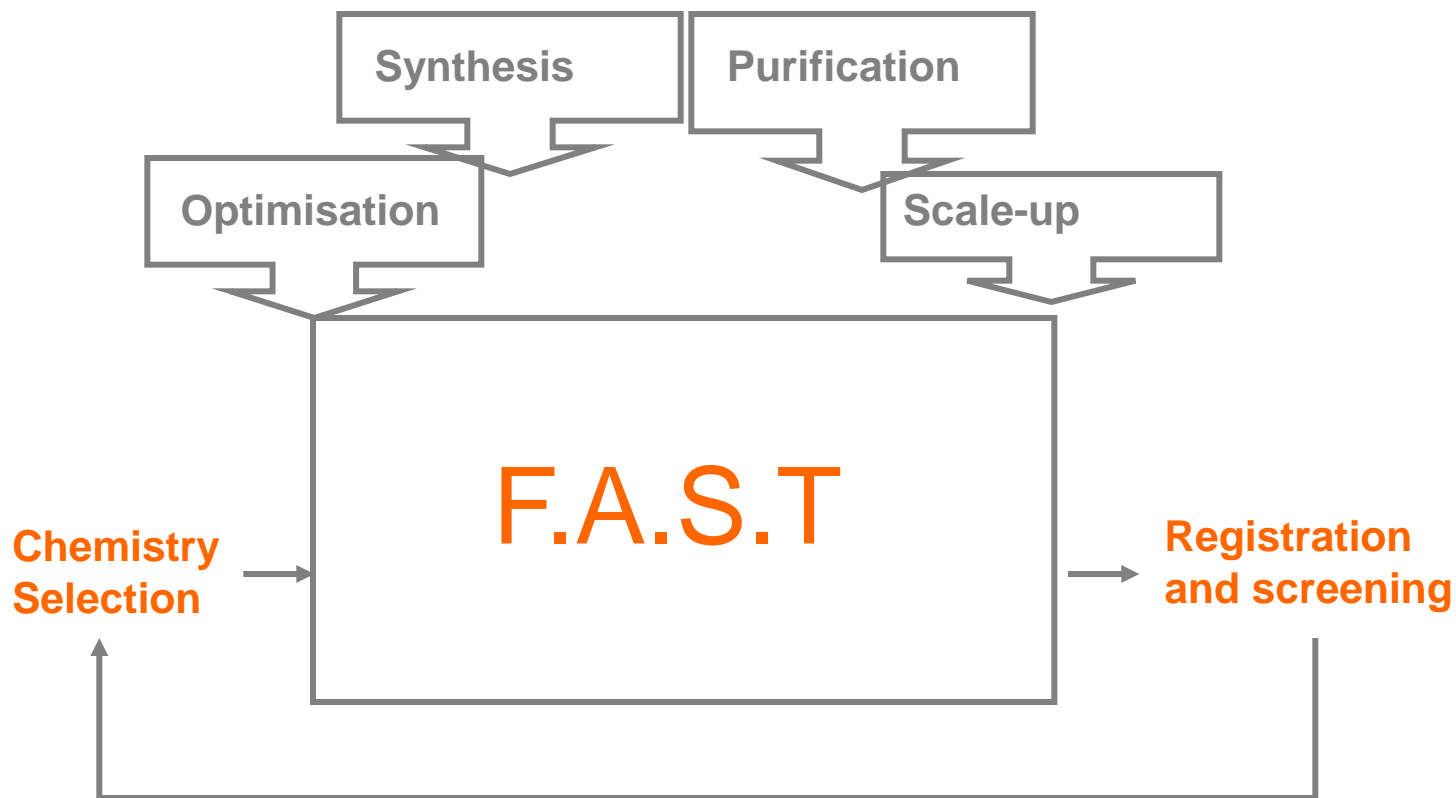 Synthesis
Purification
Optimisation
Scale-up
F.A.S.T
Chemistry
Selection
Registration
and screening